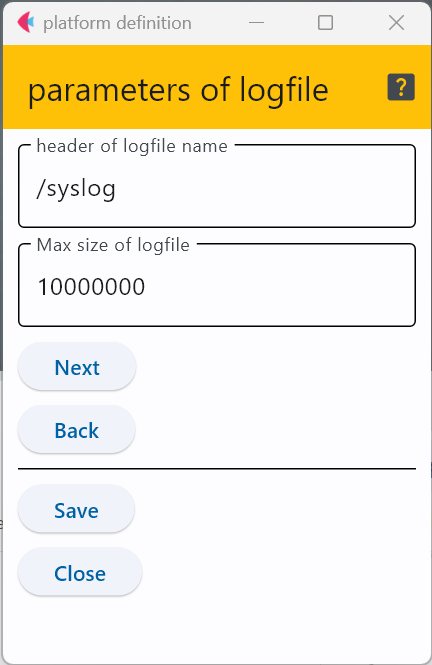 platform definition
parameters of logfile
?
header of logfile name
/syslog
Max size of logfile
10000000
Next
Back
Save
Close